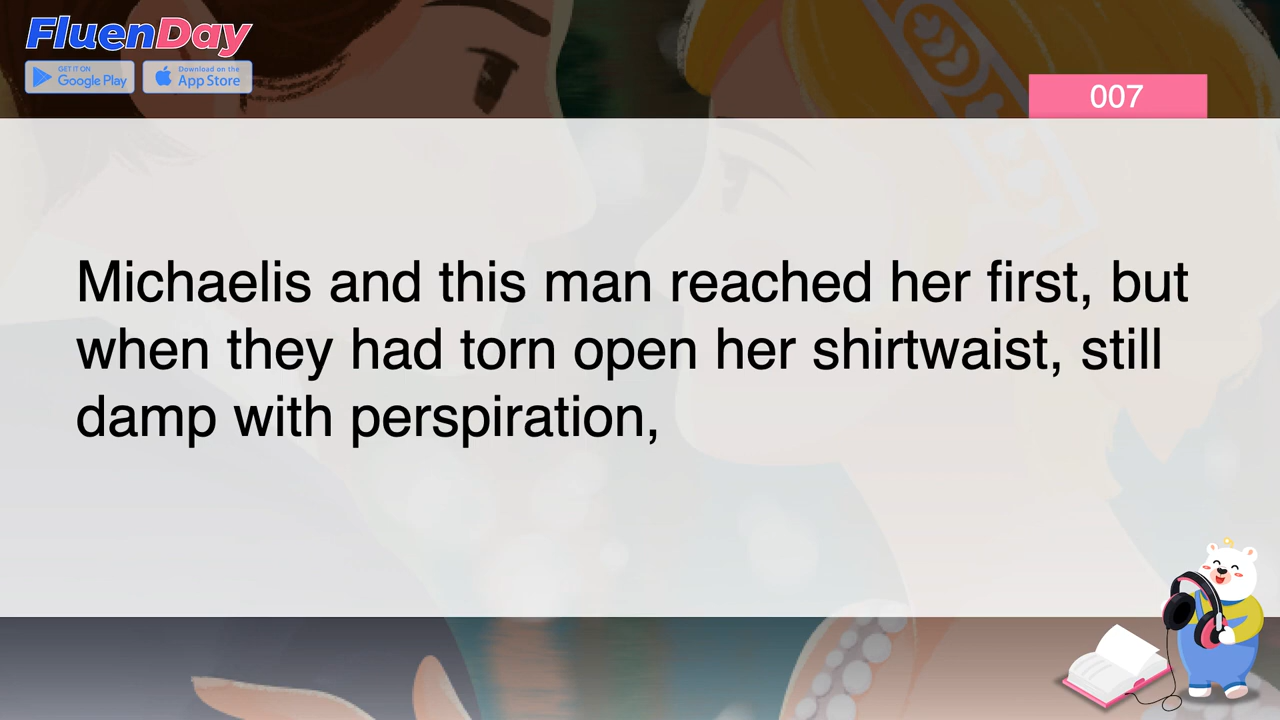 FluenDay
GET IT ON
Google Play
Download on the
App Store
007
Michaelis and this man reached her first, but
when they had torn open her shirtwaist, still
damp with perspiration,